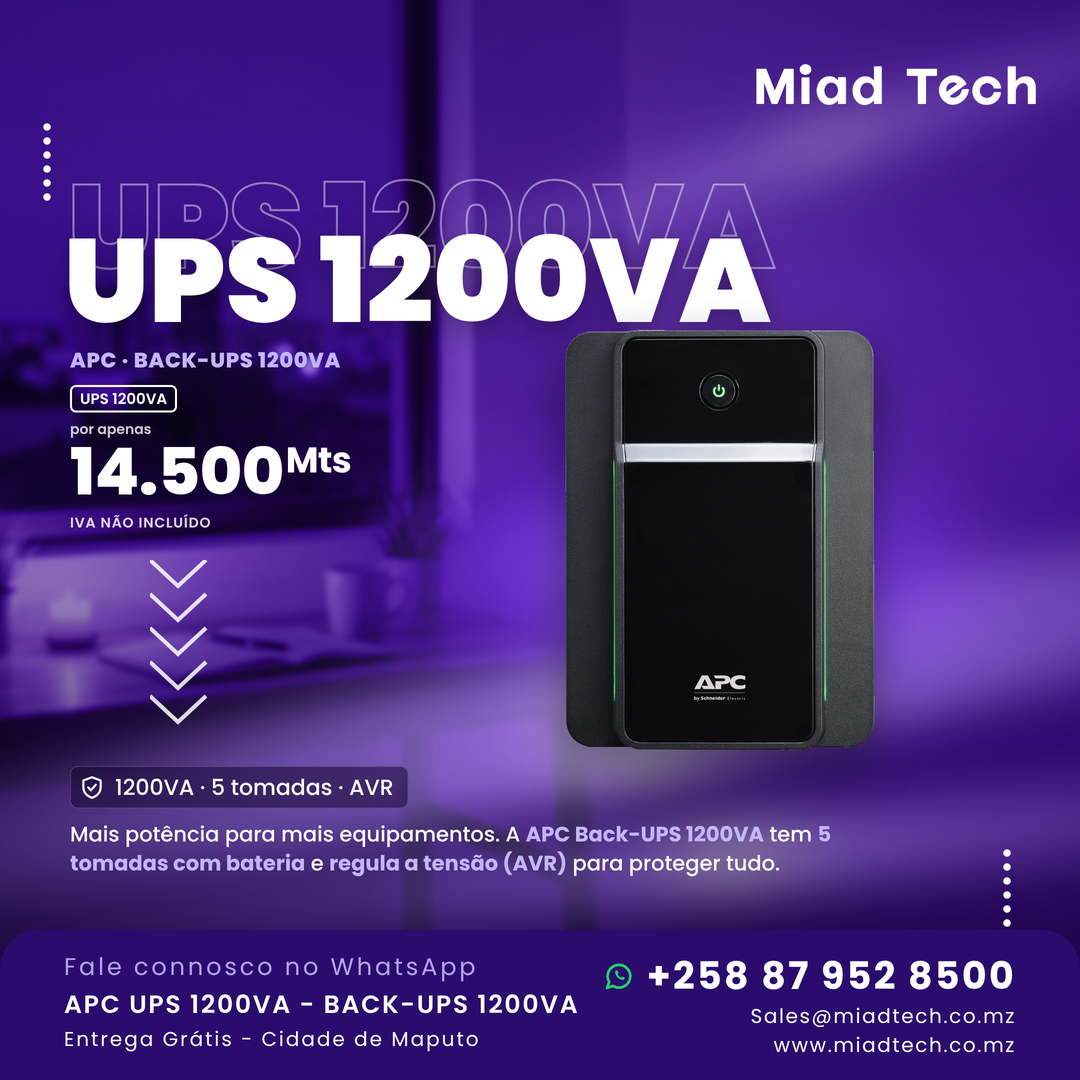 Miad Tech
UPS 1200VA
UPS 1200VA
APC · BACK-UPS 1200VA
UPS 1200VA
por apenas
14.500Mts
IVA NÃO INCLUÍDO
APC
by Schneider Electric
1200VA · 5 tomadas · AVR
Mais potência para mais equipamentos. A APC Back-UPS 1200VA tem 5
tomadas com bateria e regula a tensão (AVR) para proteger tudo.
Fale connosco no WhatsApp
APC UPS 1200VA - BACK-UPS 1200VA
Entrega Grátis - Cidade de Maputo
+258 87 952 8500
Sales@miadtech.co.mz
www.miadtech.co.mz